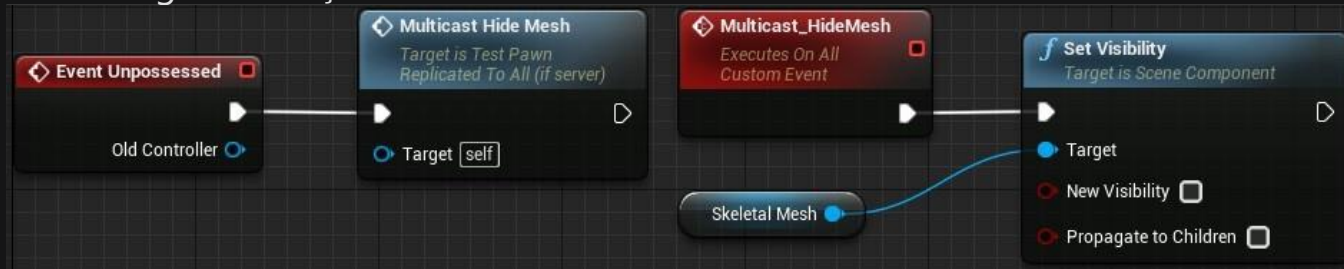 Event Unpossessed
Old Controller
Multicast Hide Mesh
Target is Test Pawn
Replicated To All (if server)
Target self
Multicast_HideMesh
Executes On All
Custom Event
Skeletal Mesh
Set Visibility
Target is Scene Component
Target
New Visibility
Propagate to Children